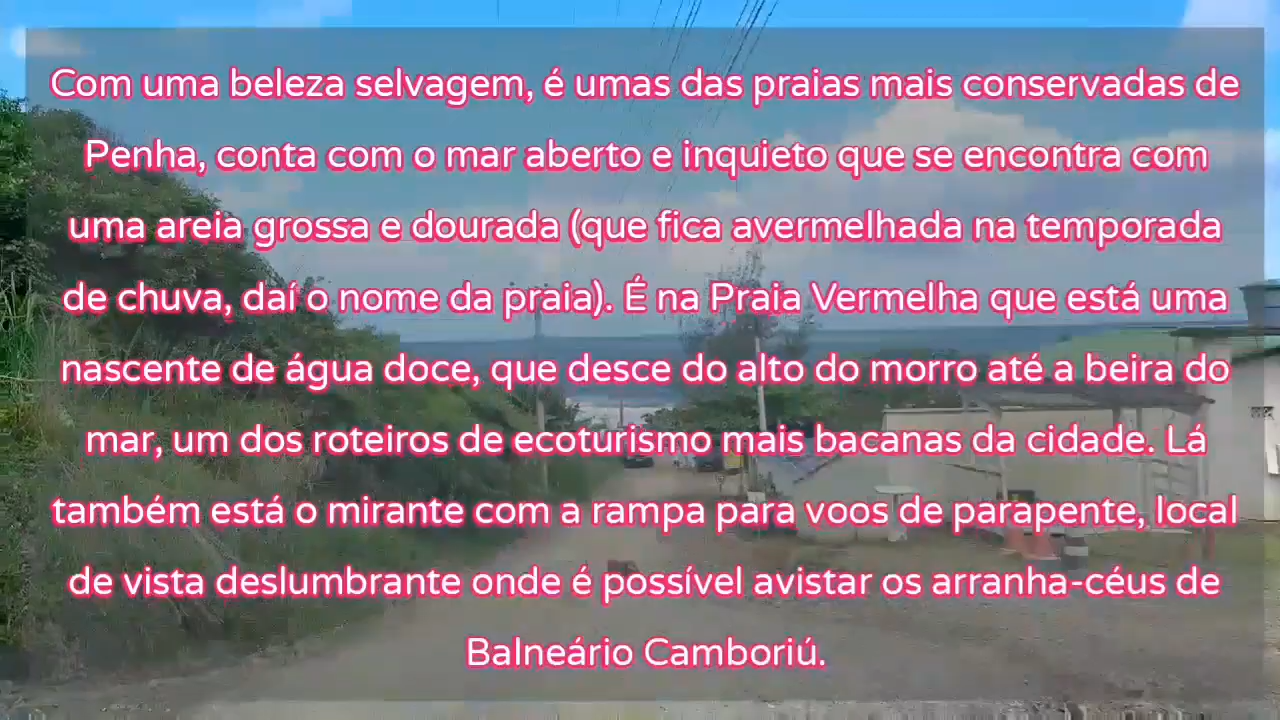 Com uma beleza selvagem, é umas das praias mais conservadas de
Penha, conta com o mar aberto e inquieto que se encontra com
uma areia grossa e dourada (que fica avermelhada na temporada
de chuva, daí o nome da praia). É na Praia Vermelha que está uma
nascente de água doce, que desce do alto do morro até a beira do
mar, um dos roteiros de ecoturismo mais bacanas da cidade. Lá
também está o mirante com a rampa para voos de parapente, local
de vista deslumbrante onde é possível avistar os arranha-céus de
Balneário Camboriú.